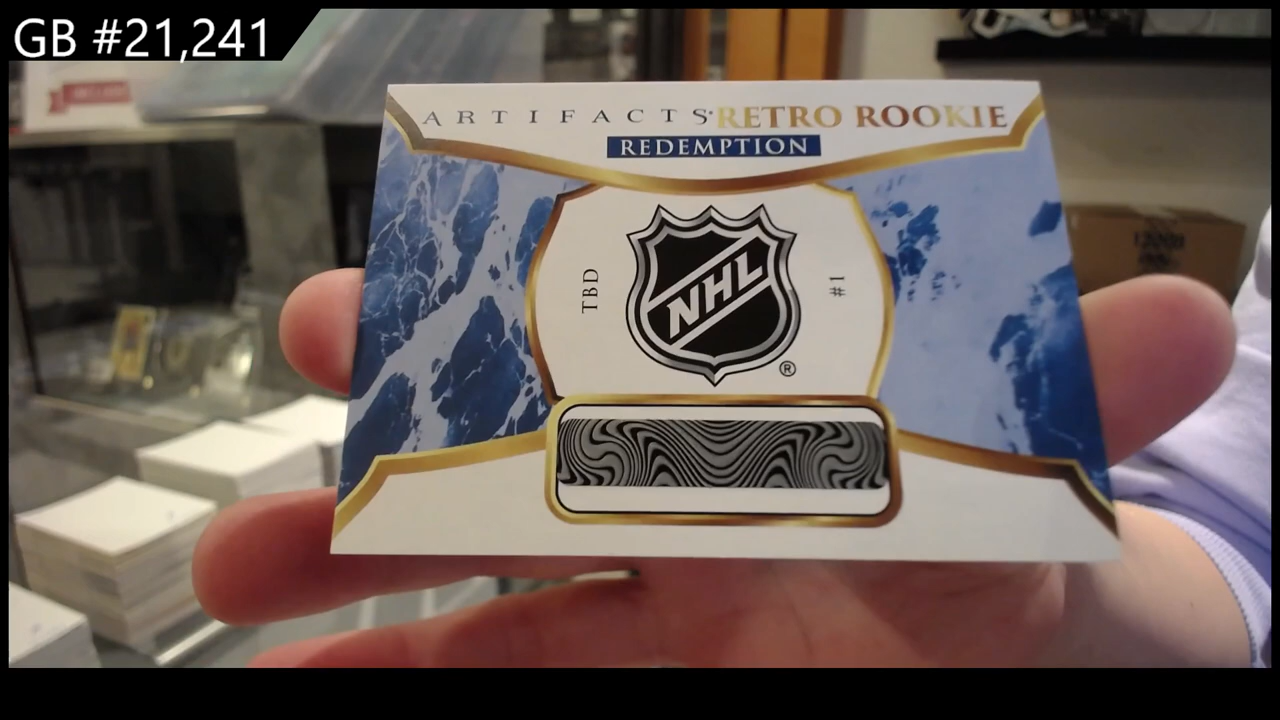 GB #21,241
ARTIFACTS RETRO ROOKIE
REDEMPTION
TBD
NHL
®
#1